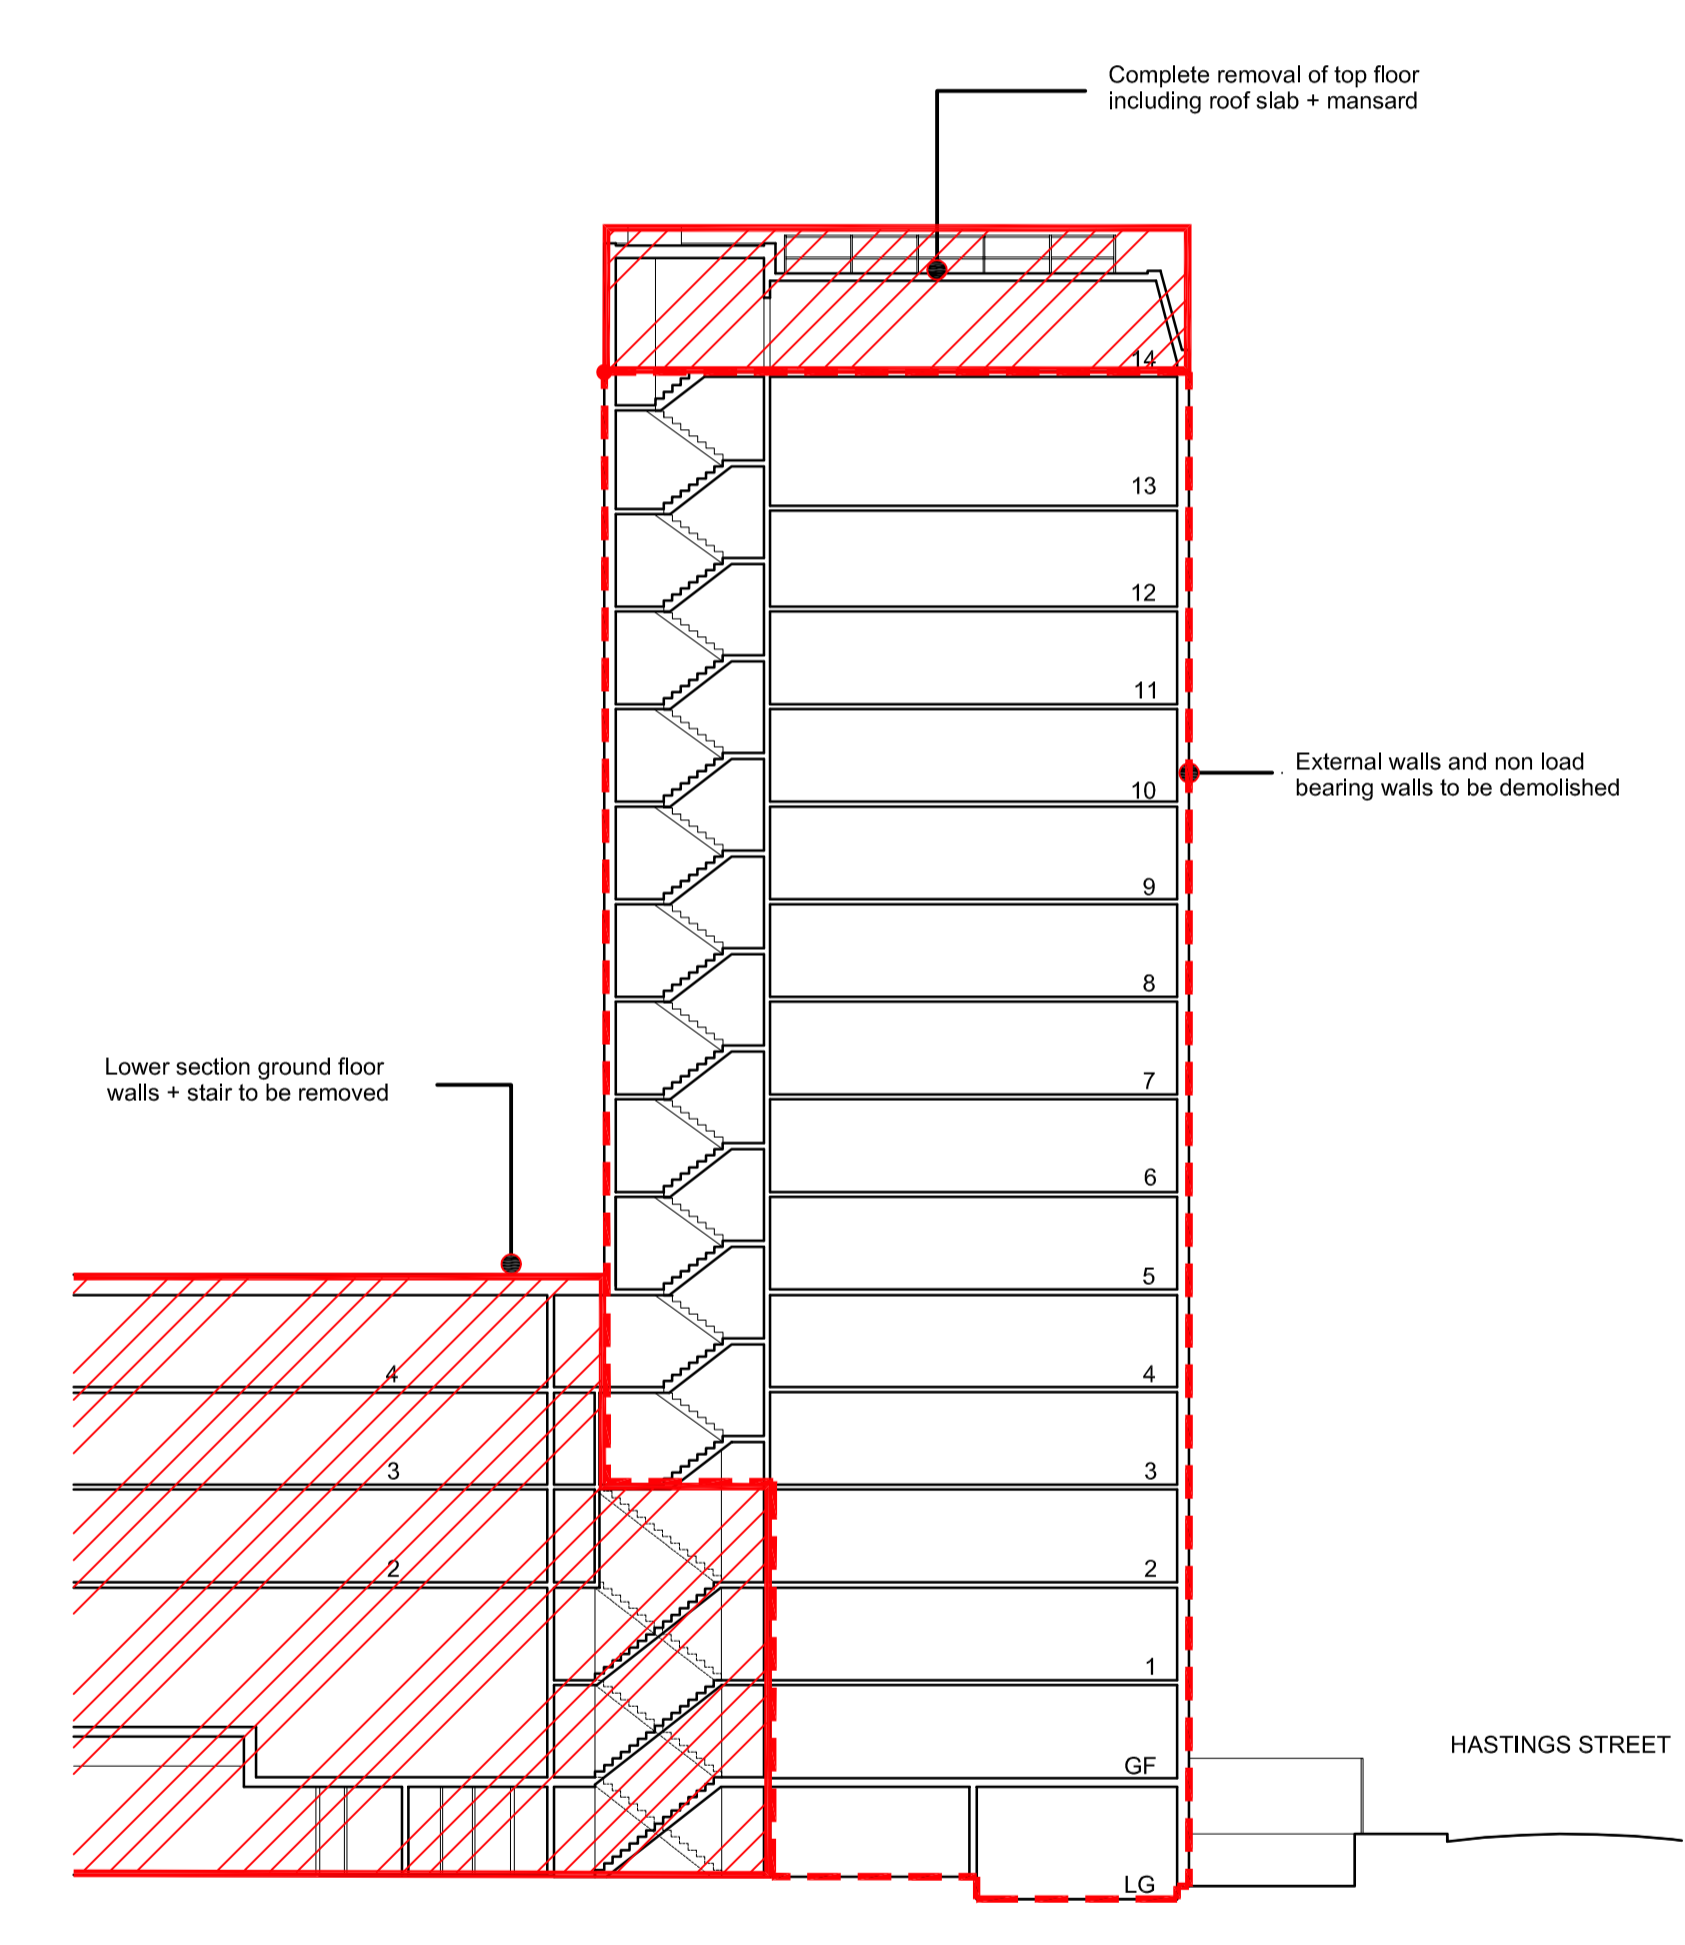 Complete removal of top floor
including roof slab + mansard
14
13
12
11
10
External walls and non load
bearing walls to be demolished
9
8
7
Lower section ground floor
walls + stair to be removed
6
5
4
4
3
3
2
2
1
GF
HASTINGS STREET
LG